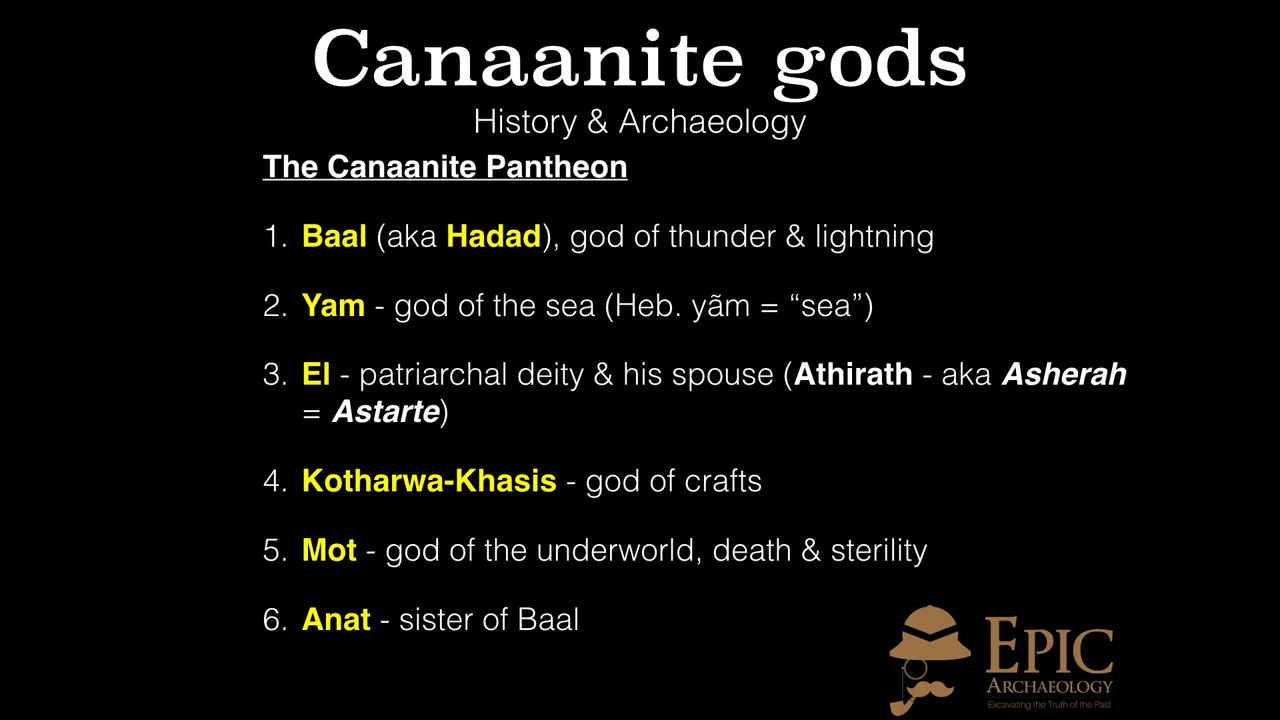 Canaanite gods
History & Archaeology
The Canaanite Pantheon
1. Baal (aka Hadad), god of thunder & lightning
2. Yam - god of the sea (Heb. yãm = “sea”)
3. El - patriarchal deity & his spouse (Athirath - aka Asherah
= Astarte)
4. Kotharwa-Khasis - god of crafts
5. Mot - god of the underworld, death & sterility
6. Anat - sister of Baal
EPIC
ARCHAEOLOGY
Excavating the Truth of the Past